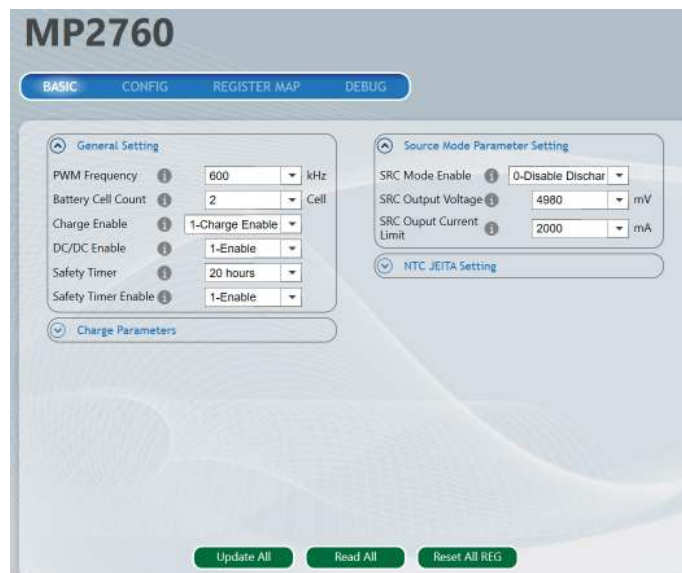 MP2760
BASIC CONFIG REGISTER MAP DEBUG
General Setting
PWM Frequency 600 kHz
Battery Cell Count 2 Cell
Charge Enable 1-Charge Enable
DC/DC Enable 1-Enable
Safety Timer 20 hours
Safety Timer Enable 1-Enable
Charge Parameters
Source Mode Parameter Setting
SRC Mode Enable 0-Disable Dischar
SRC Output Voltage 4980 mV
SRC Ouput Current
Limit 2000 mA
NTC JEITA Setting
Update All Read All Reset All REG